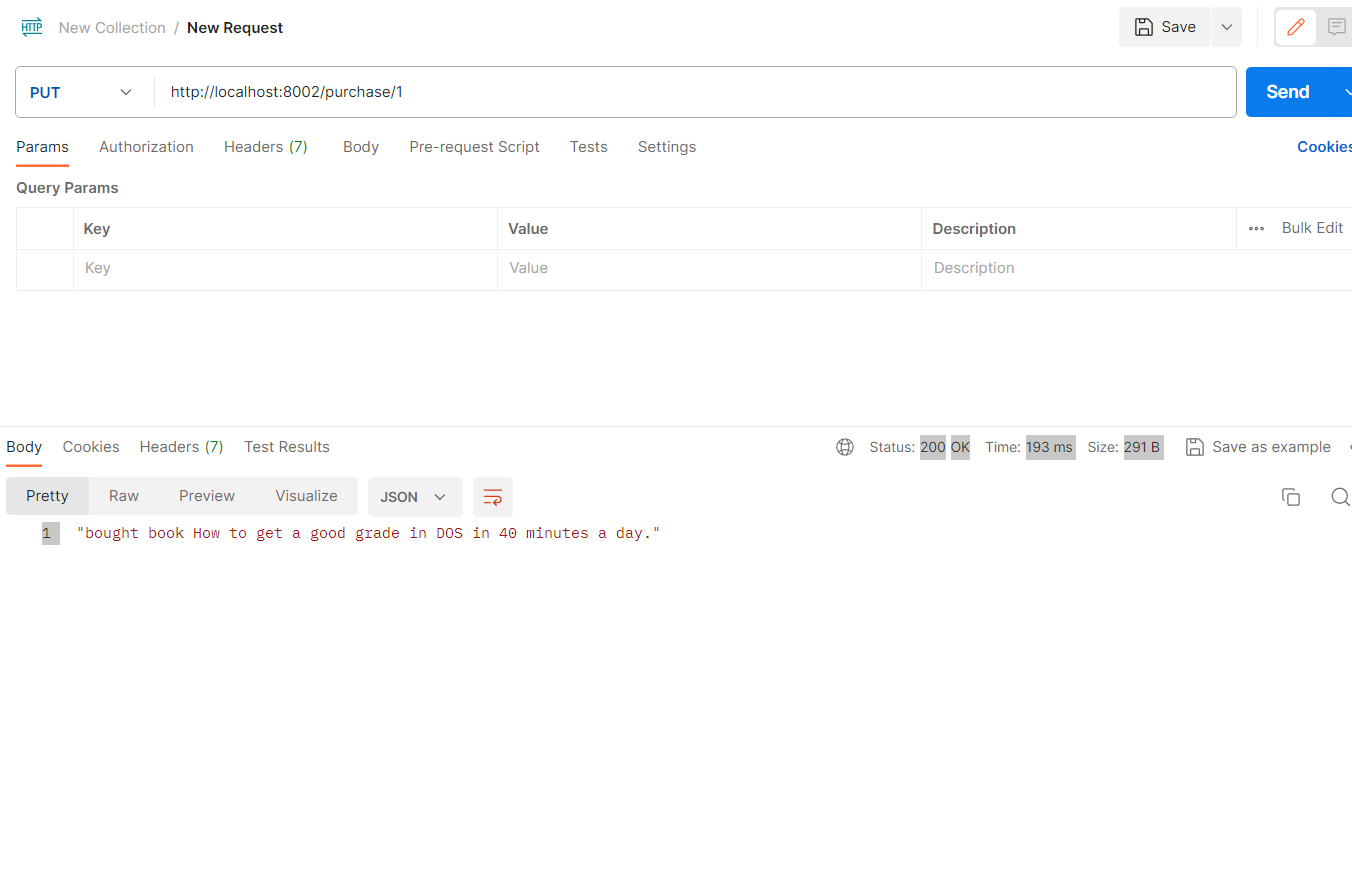 HTTP New Collection / New Request Save
PUT http://localhost:8002/purchase/1 Send
Params Authorization Headers (7) Body Pre-request Script Tests Settings Cookies
Query Params
Key Value Description Bulk Edit
Key Value Description
Body Cookies Headers (7) Test Results Status: 200 OK Time: 193 ms Size: 291 B Save as example
Pretty Raw Preview Visualize JSON
1 "bought book How to get a good grade in DOS in 40 minutes a day."